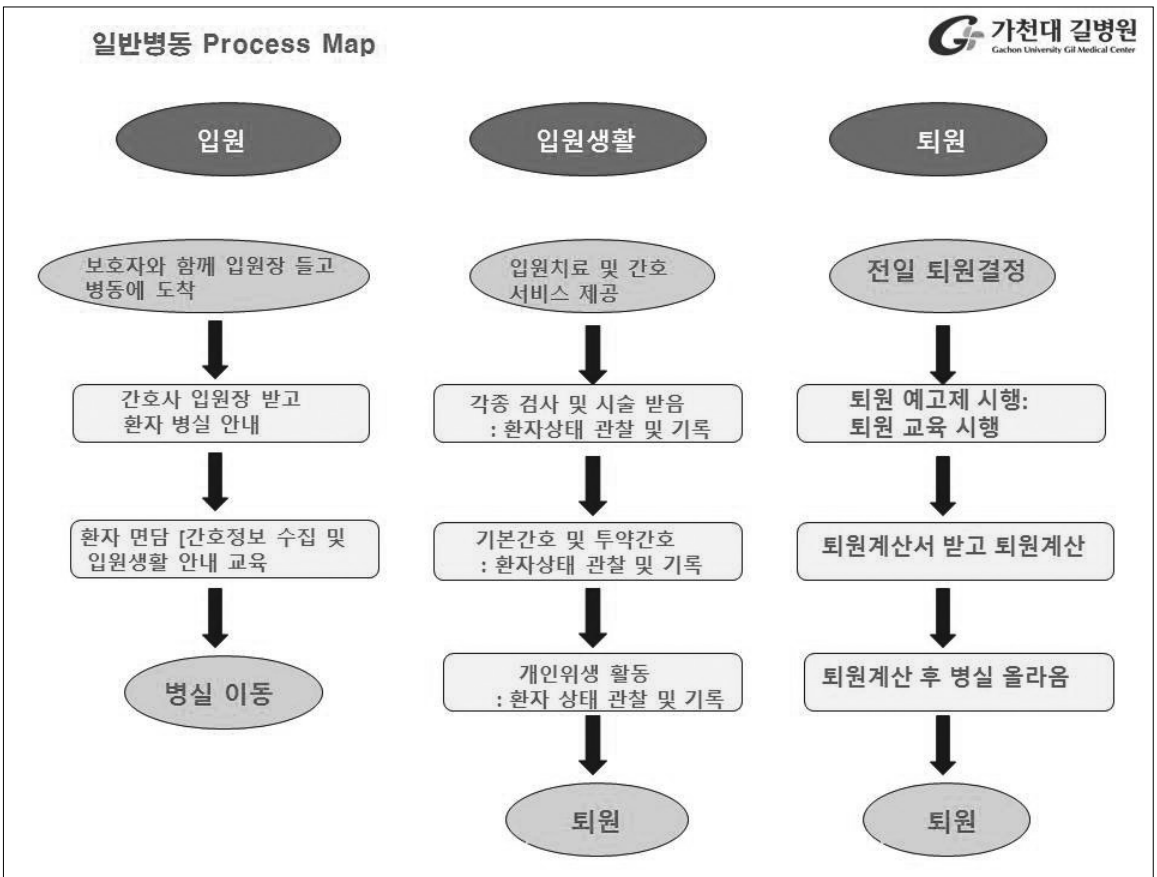 일반병동 Process Map
가천대 길병원
Gachon University Gil Medical Center
입원
보호자와 함께 입원장 들고
병동에 도착
간호사 입원장 받고
환자 병실 안내
환자 면담 [간호정보 수집 및
입원생활 안내 교육
병실 이동
입원생활
입원치료 및 간호
서비스 제공
각종 검사 및 시술 받음
: 환자상태 관찰 및 기록
기본간호 및 투약간호
: 환자상태 관찰 및 기록
개인위생 활동
: 환자 상태 관찰 및 기록
퇴원
퇴원
전일 퇴원결정
퇴원 예고제 시행:
퇴원 교육 시행
퇴원계산서 받고 퇴원계산
퇴원계산 후 병실 올라옴
퇴원